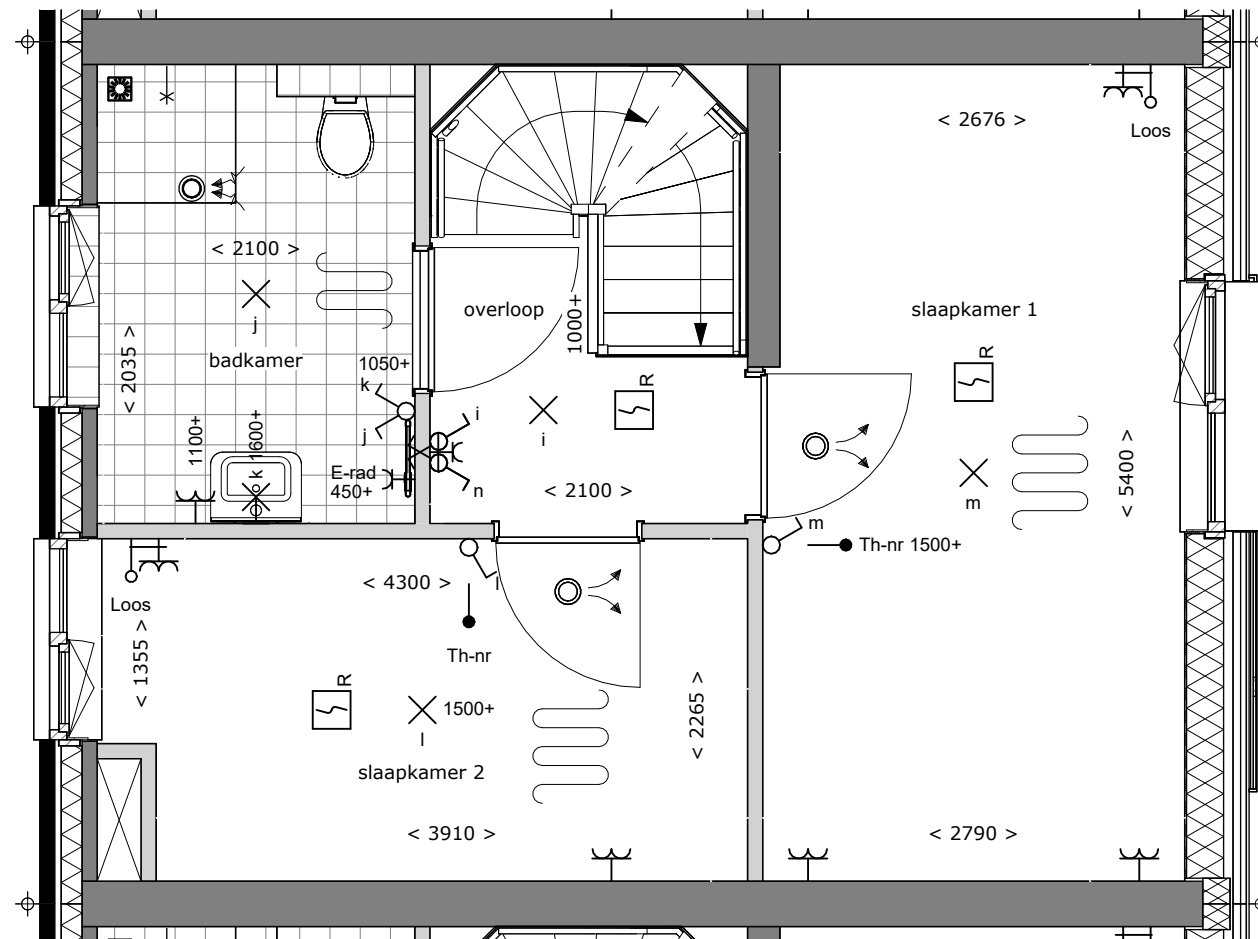 < 2676 >
Loos
< 2100 >
overloop
1000+
slaapkamer 1
j
badkamer
< 2035 >
1050+
k
j
R
R
i
i
m
1100+
k 1600+
E-rad
450+
n
< 2100 >
< 5400 >
m
Th-nr 1500+
Loos
< 4300 >
l
Th-nr
< 1355 >
R
1500+
l
< 2265 >
slaapkamer 2
< 3910 >
< 2790 >